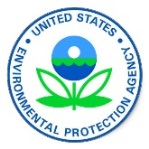 UNITED STATES
ENVIRONMENTAL PROTECTION AGENCY